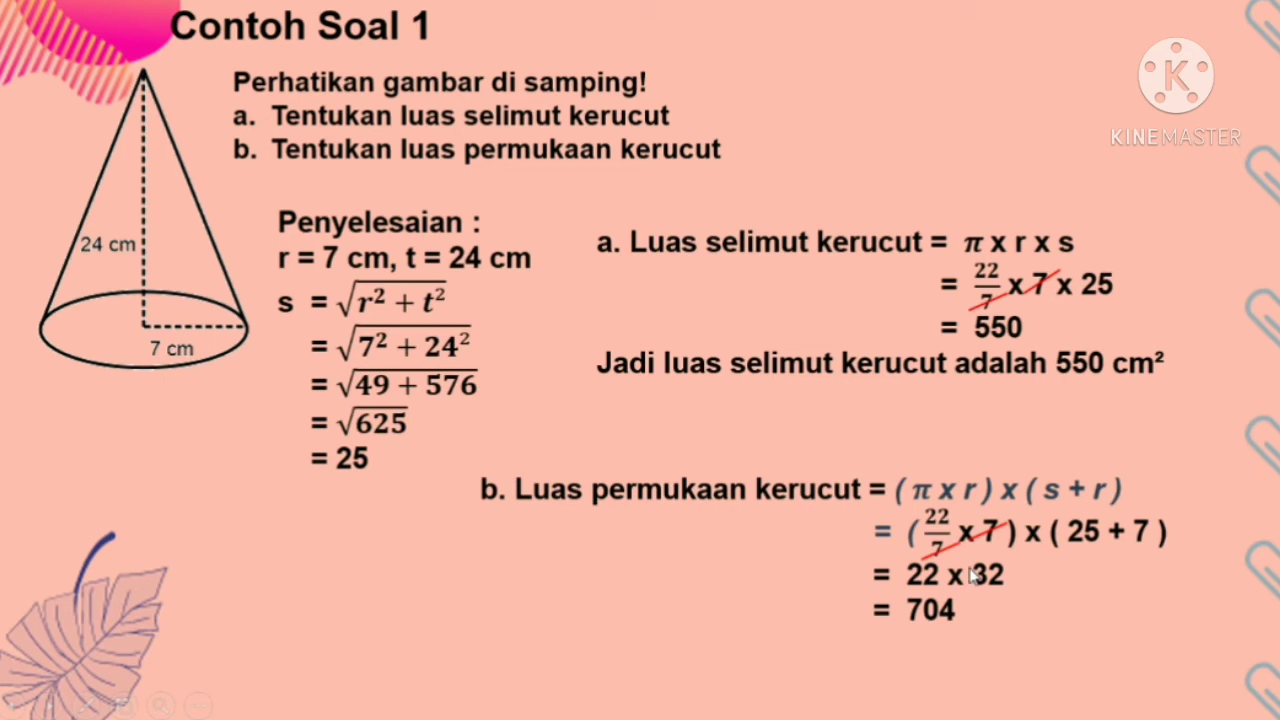 Contoh Soal 1
Perhatikan gambar di samping!
a. Tentukan luas selimut kerucut
b. Tentukan luas permukaan kerucut
24 cm
7 cm
Penyelesaian :
r = 7 cm, t = 24 cm
s = √(r² + t²)
= √(7² + 24²)
= √(49 + 576)
= √625
= 25
a. Luas selimut kerucut = π x r x s
= 22/7 x 7 x 25
= 550
Jadi luas selimut kerucut adalah 550 cm²
b. Luas permukaan kerucut = ( π x r ) x ( s + r )
= ( 22/7 x 7 ) x ( 25 + 7 )
= 22 x 32
= 704
K
KINEMASTER